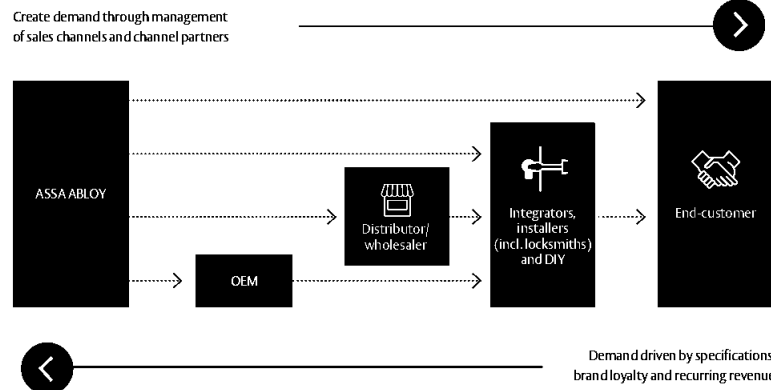 Create demand through management
of sales channels and channel partners
ASSA ABLOY
OEM
Distributor/
wholesaler
Integrators,
installers
(incl. locksmiths)
and DIY
End-customer
Demand driven by specifications
brand loyalty and recurring revenue